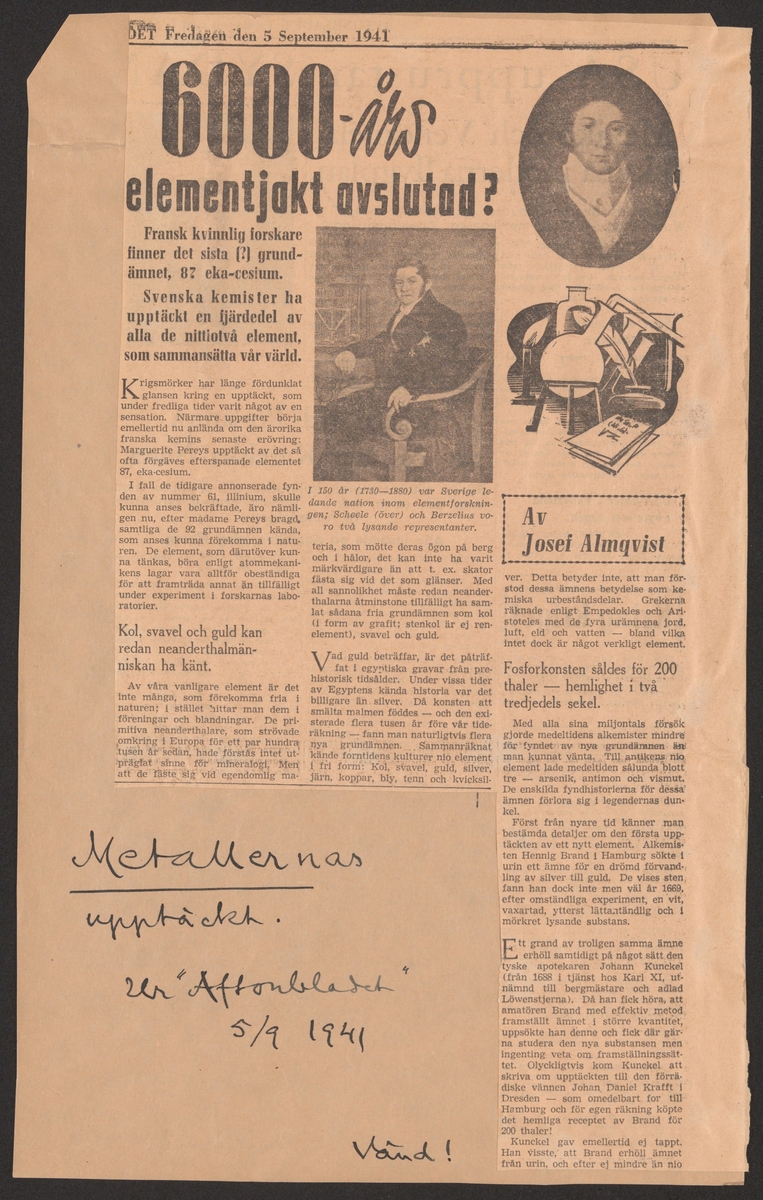 DET Fredagen den 5 September 1941
6000-års
elementjakt avslutad?
Fransk kvinnlig forskare
finner det sista (?) grund-
ämnet, 87 eka-cesium.
Svenska kemister ha
upptäckt en fjärdedel av
alla de nittiotvå element,
som sammansätta vår värld.
Krigsmörker har länge fördunklat
glansen kring en upptäckt, som
under fredliga tider varit något av en
sensation. Närmare uppgifter börja
emellertid nu anlända om den ärorika
franska kemins senaste erövring:
Marguerite Pereys upptäckt av det så
ofta förgäves efterspanade elementet
87, eka-cesium.
I fall de tidigare annonserade fyn-
den av nummer 61, illinium, skulle
kunna anses bekräftade, äro nämli-
gen nu, efter madame Pereys bragd,
samtliga de 92 grundämnen kända,
som anses kunna förekomma i natu-
ren. De element, som därutöver kun-
na tänkas, böra enligt atommekani-
kens lagar vara alltför obeständiga
för att framträda annat än tillfälligt
under experiment i forskarnas labo-
ratorier.
Kol, svavel och guld kan
redan neanderthalmän-
niskan ha känt.
Av våra vanligare element är det
inte många, som förekomma fria i
naturen; i stället hittar man dem i
föreningar och blandningar. De pri-
mitiva neanderthalare, som strövade
omkring i Europa för ett par hundra
tusen år sedan, hade förstås intet ut-
präglat sinne för mineralogi. Men
att de fäste sig vid egendomlig ma-
I 150 år (1730—1880) var Sverige le-
dande nation inom elementforsknin-
gen; Scheele (över) och Berzelius vo-
ro två lysande representanter.
teria, som mötte deras ögon på berg
och i hålor, det kan inte ha varit
märkvärdigare än att t. ex. skator
fästa sig vid det som glänser. Med
all sannolikhet måste redan neander-
thalarna åtminstone tillfälligt ha sam-
lat sådana fria grundämnen som kol
(i form av grafit; stenkol är ej ren-
element), svavel och guld.
Vad guld beträffar, är det påträf-
fat i egyptiska gravar från pre-
historisk tidsålder. Under vissa tider
av Egyptens kända historia var det
billigare än silver. Då konsten att
smälta malmen föddes — och den exi-
sterade flera tusen år före vår tide-
räkning — fann man naturligtvis flera
nya grundämnen. Sammanräknat
kände forntidens kulturer nio element
i fri form: Kol, svavel, guld, silver,
järn, koppar, bly, tenn och kvicksil-
Av
Josef Almqvist
ver. Detta betyder inte, att man för-
stod dessa ämnens betydelse som ke-
miska urbeståndsdelar. Grekerna
räknade enligt Empedokles och Ari-
stoteles med de fyra urämnena jord,
luft, eld och vatten — bland vilka
intet dock är något verkligt element.
Fosforkonsten såldes för 200
thaler — hemlighet i två
tredjedels sekel.
Med alla sina miljontals försök
gjorde medeltidens alkemister mindre
för fyndet av nya grundämnen än
man kunnat vänta. Till antikens nio
element lade medeltiden sålunda blott
tre — arsenik, antimon och vismut.
De enskilda fyndhistorierna för dessa
ämnen förlora sig i legendernas dun-
kel.
Först från nyare tid känner man
bestämda detaljer om den första upp-
täckten av ett nytt element. Alkemis-
ten Hennig Brand i Hamburg sökte i
urin ett ämne för en drömd förvand-
ling av silver till guld. De vises sten
fann han dock inte men väl år 1669,
efter omständliga experiment, en vit,
vaxartad, ytterst lättantändlig och i
mörkret lysande substans.
Ett grand av troligen samma ämne
erhöll samtidigt på något sätt den
tyske apotekaren Johann Kunckel
(från 1688 i tjänst hos Karl XI, ut-
nämnd till bergmästare och adlad
Löwenstjerna). Då han fick höra, att
amatören Brand med effektiv metod
framställt ämnet i större kvantitet,
uppsökte han denne och fick där gär-
na studera den nya substansen men
ingenting veta om framställningssät-
tet. Olyckligtvis kom Kunckel att
skriva om upptäckten till den förrä-
diske vännen Johan Daniel Krafft i
Dresden — som omedelbart for till
Hamburg och för egen räkning köpte
det hemliga receptet av Brand för
200 thaler!
Kunckel gav emellertid ej tappt.
Han visste, att Brand erhöll ämnet
från urin, och efter ej mindre än nio
Metallernas
upptäckt.
Ur "Aftonbladet"
5/9 1941
Vänd!